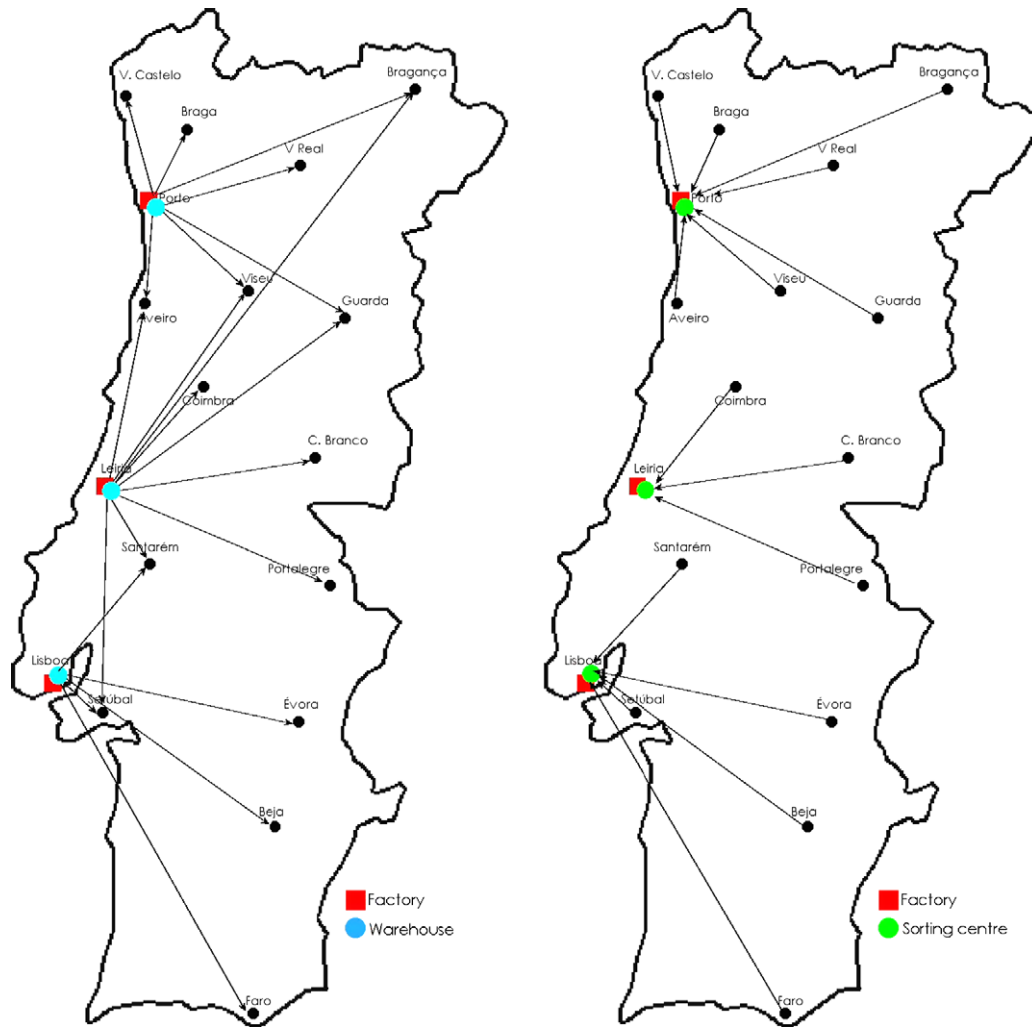 V. Castelo
Bragança
Braga
V Real
Porto
Viseu
Guarda
Aveiro
Coimbra
C. Branco
Leiria
Santarém
Portalegre
Lisboa
Setúbal
Évora
Beja
Factory
Warehouse
Faro
V. Castelo
Bragança
Braga
V Real
Porto
Viseu
Guarda
Aveiro
Coimbra
C. Branco
Leiria
Santarém
Portalegre
Lisboa
Setúbal
Évora
Beja
Factory
Sorting centre
Faro